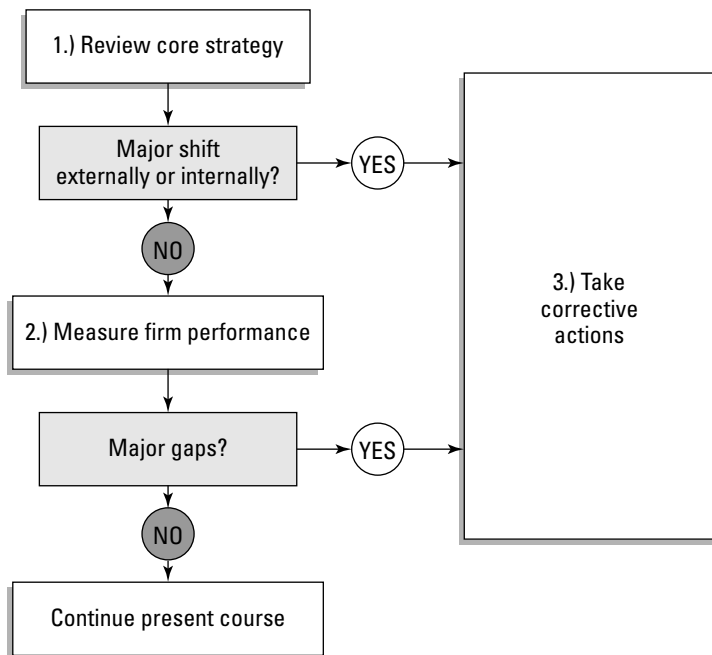 1.) Review core strategy
Major shift
externally or internally?
YES
NO
2.) Measure firm performance
3.) Take
corrective
actions
Major gaps?
YES
NO
Continue present course